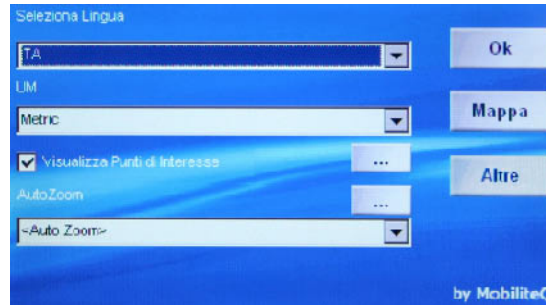 Seleziona Lingua
ITA
Ok
UM
Metric
Mappa
Visualizza Punti di Interesse
...
Altre
AutoZoom
...
<Auto Zoom>
by Mobilite